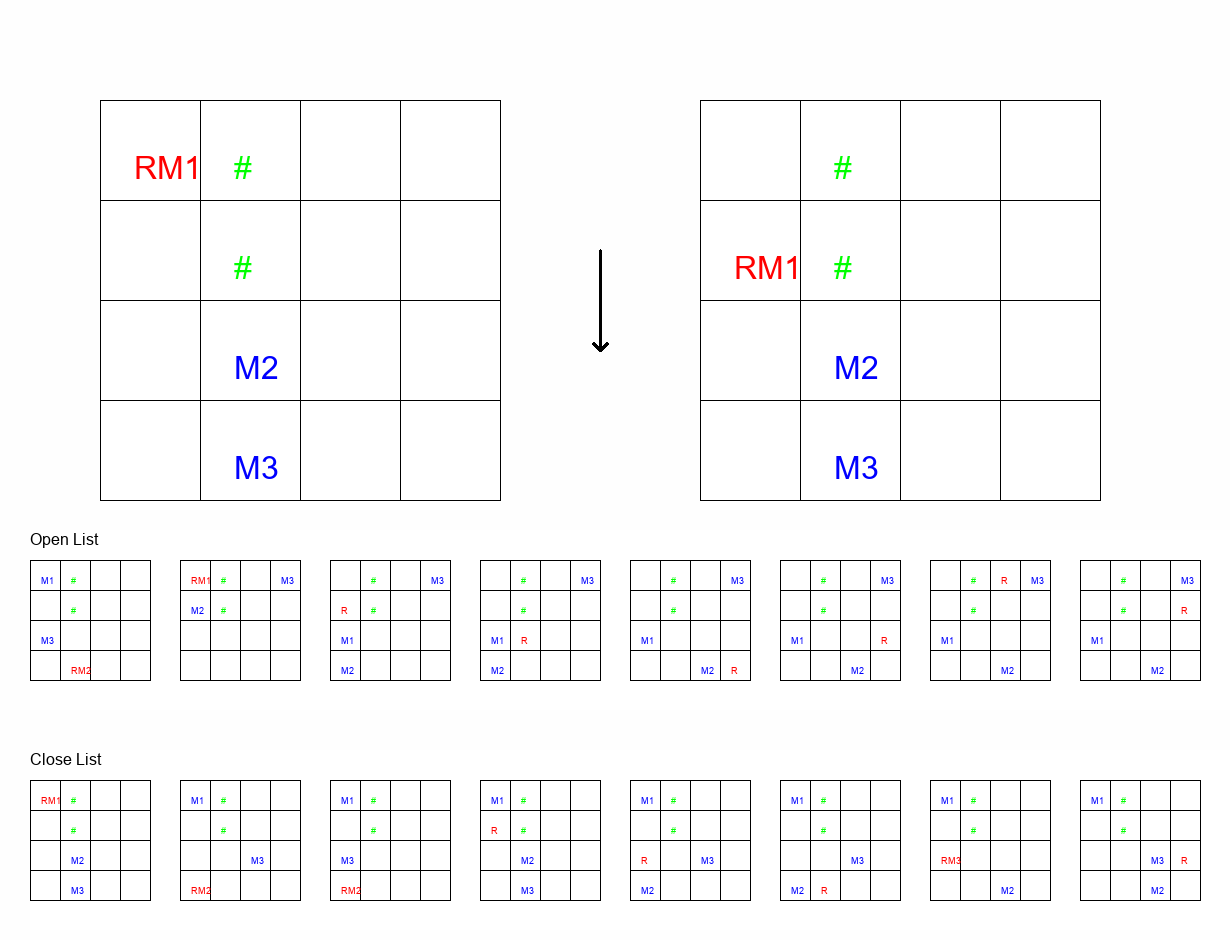 RM1 # #
# RM1 #
M2 M2
M3 M3
Open List
M1 # RM1 # M3 # M3 # M3 # M3 # M3 # R M3 # M3
# M2 # R # # # # # # R
M3 M1 M1 R M1 M1 R M1 M1
RM2 M2 M2 M2 R M2 M2 M2
Close List
RM1 # M1 # M1 # M1 # M1 # M1 # M1 # M1 #
# # # R # # # # #
M2 M3 M3 M2 R M3 M3 RM3 M3 R
M3 RM2 RM2 M3 M2 M2 R M2 M2